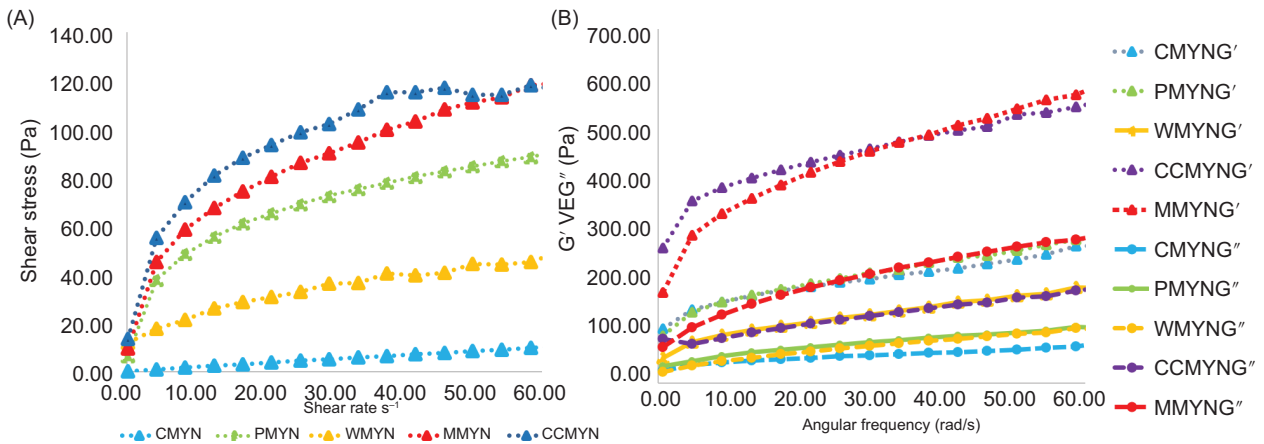 (A)
Shear stress (Pa)
140.00
120.00
100.00
80.00
60.00
40.00
20.00
0.00
0.00 10.00 20.00 30.00 40.00 50.00 60.00
Shear rate s⁻¹
CMYN PMYN WMYN MMYN CCMYN
(B)
G′ VEG″ (Pa)
700.00
600.00
500.00
400.00
300.00
200.00
100.00
0.00
0.00 10.00 20.00 30.00 40.00 50.00 60.00
Angular frequency (rad/s)
CMYNG′
PMYNG′
WMYNG′
CCMYNG′
MMYNG′
CMYNG″
PMYNG″
WMYNG″
CCMYNG″
MMYNG″